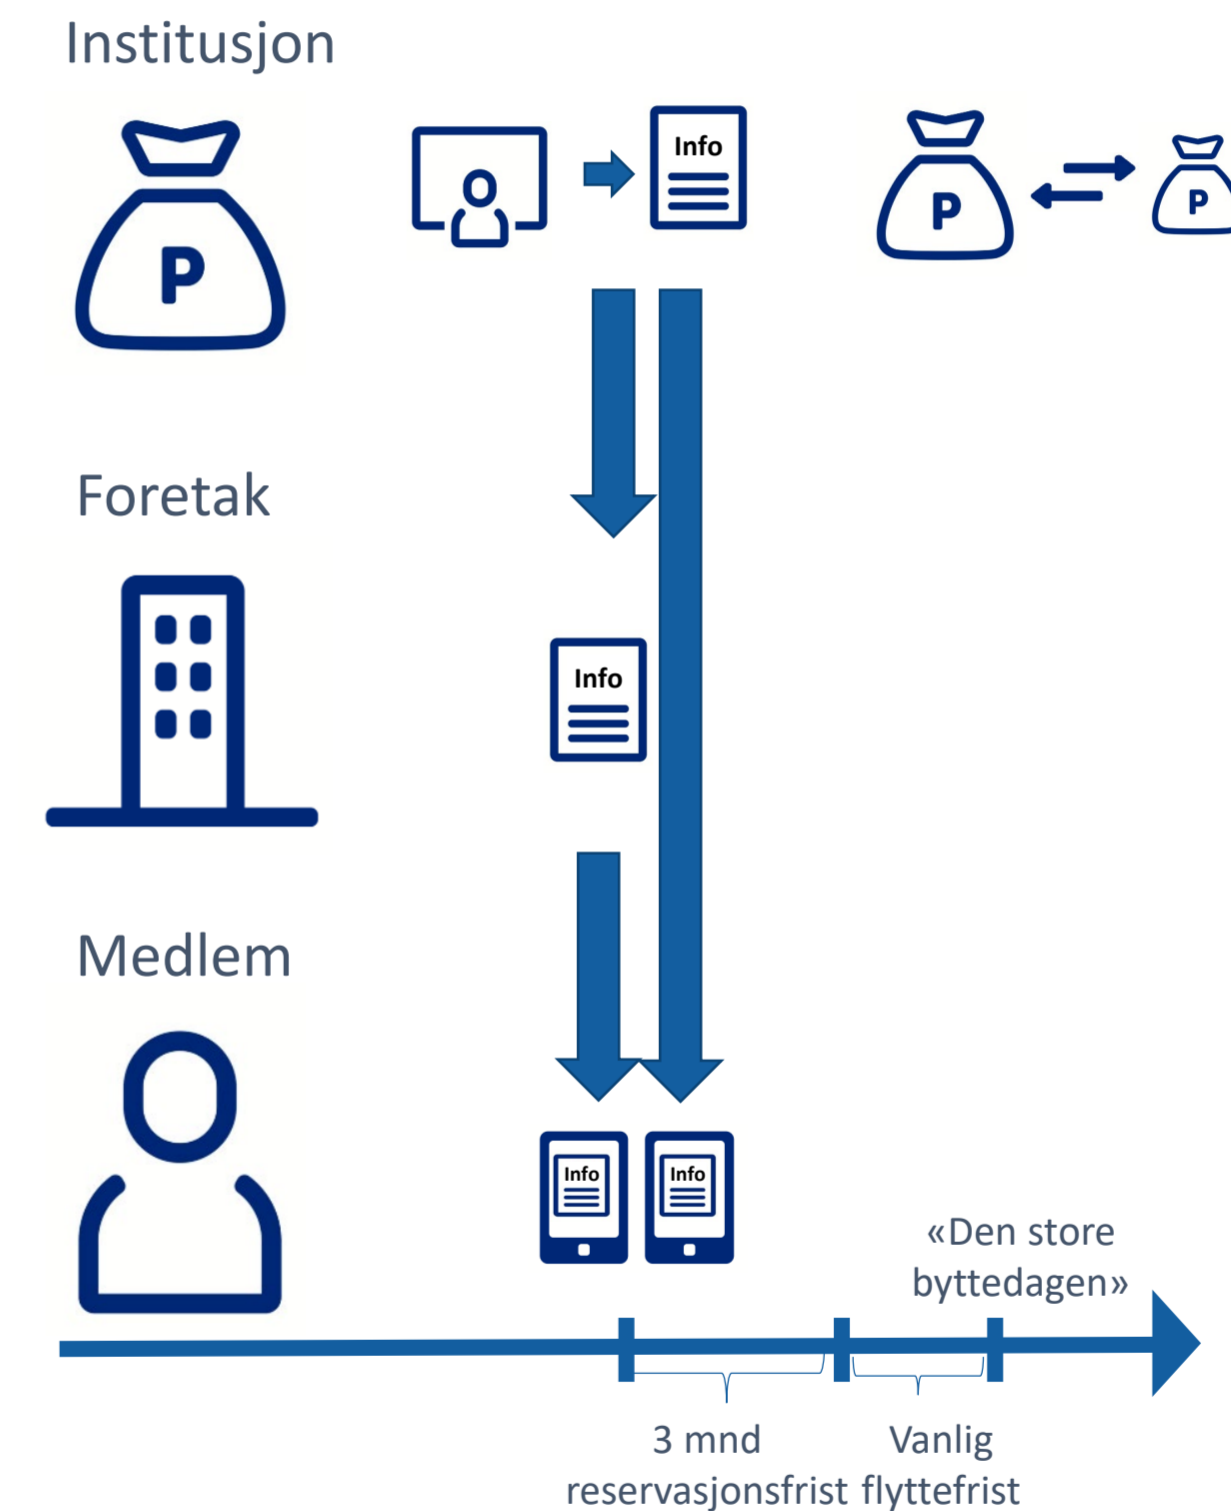 Institusjon
P
Info
P
P
Foretak
Info
Medlem
Info
Info
«Den store
byttedagen»
3 mnd
reservasjonsfrist
Vanlig
flyttefrist